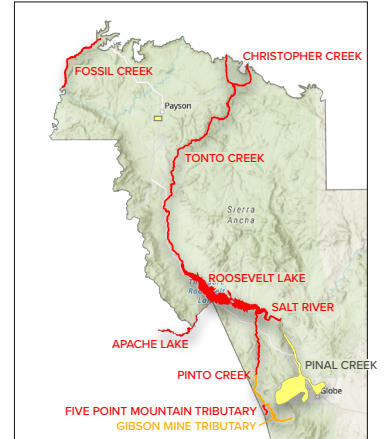 CHRISTOPHER CREEK
FOSSIL CREEK
Payson
TONTO CREEK
Sierra
Ancha
ROOSEVELT LAKE
Roosevelt
SALT RIVER
APACHE LAKE
PINAL CREEK
PINTO CREEK
Globe
FIVE POINT MOUNTAIN TRIBUTARY
GIBSON MINE TRIBUTARY